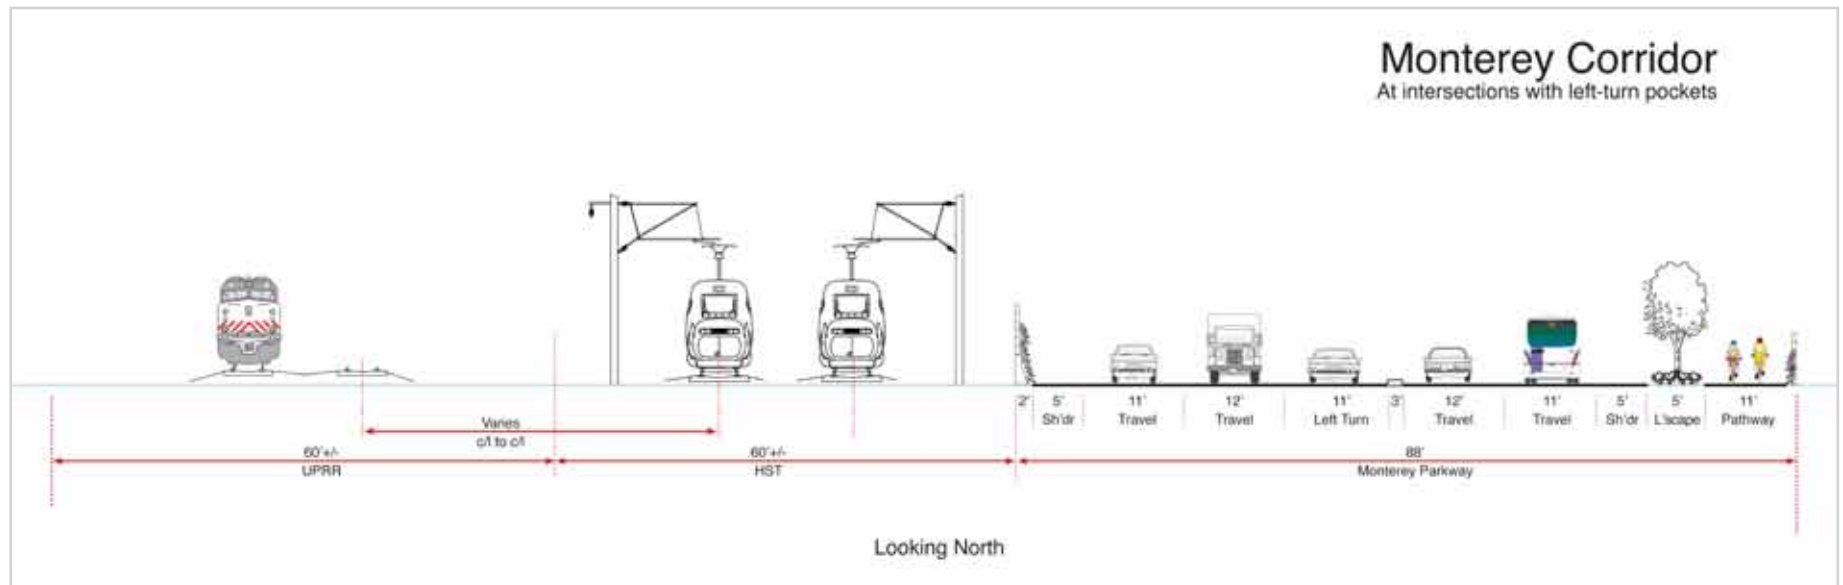 Monterey Corridor
At intersections with left-turn pockets
2' 5' 11' 12' 11' 3' 12' 11' 5' 5' 11'
Sh'dr Travel Travel Left Turn Travel Travel Sh'dr L'scape Pathway
Varies
c/l to c/l
60'+/- 60'+/- 88'
UPRR HST Monterey Parkway
Looking North